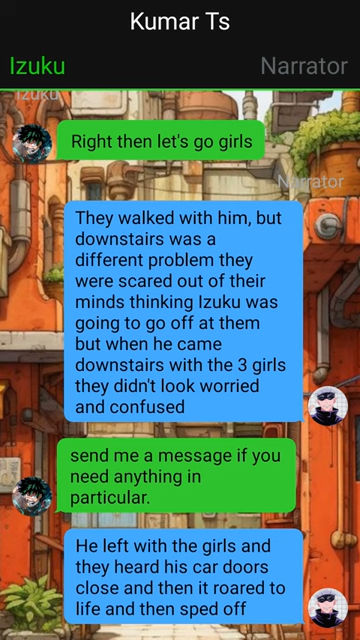 Kumar Ts
Izuku
Narrator
Izuku
Right then let's go girls
Narrator
They walked with him, but
downstairs was a
different problem they
were scared out of their
minds thinking Izuku was
going to go off at them
but when he came
downstairs with the 3 girls
they didn't look worried
and confused
send me a message if you
need anything in
particular.
He left with the girls and
they heard his car doors
close and then it roared to
life and then sped off